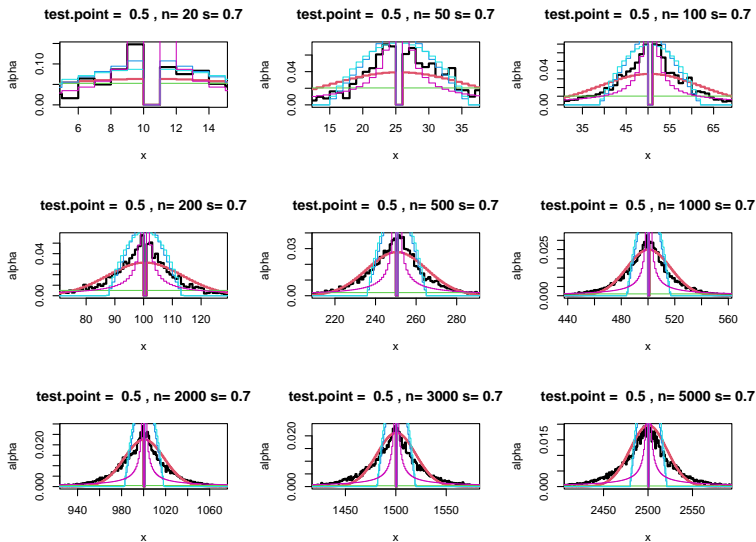 test.point = 0.5 , n= 20 s= 0.7
alpha
0.00 0.10
6 8 10 12 14
x
test.point = 0.5 , n= 50 s= 0.7
alpha
0.00 0.04
15 20 25 30 35
x
test.point = 0.5 , n= 100 s= 0.7
alpha
0.00 0.04
35 45 55 65
x
test.point = 0.5 , n= 200 s= 0.7
alpha
0.00 0.04
80 90 100 110 120
x
test.point = 0.5 , n= 500 s= 0.7
alpha
0.00 0.02 0.04
220 240 260 280
x
test.point = 0.5 , n= 1000 s= 0.7
alpha
0.000 0.025
440 480 520 560
x
test.point = 0.5 , n= 2000 s= 0.7
alpha
0.000 0.020
940 980 1020 1060
x
test.point = 0.5 , n= 3000 s= 0.7
alpha
0.000 0.020
1450 1500 1550
x
test.point = 0.5 , n= 5000 s= 0.7
alpha
0.000 0.015
2450 2500 2550
x